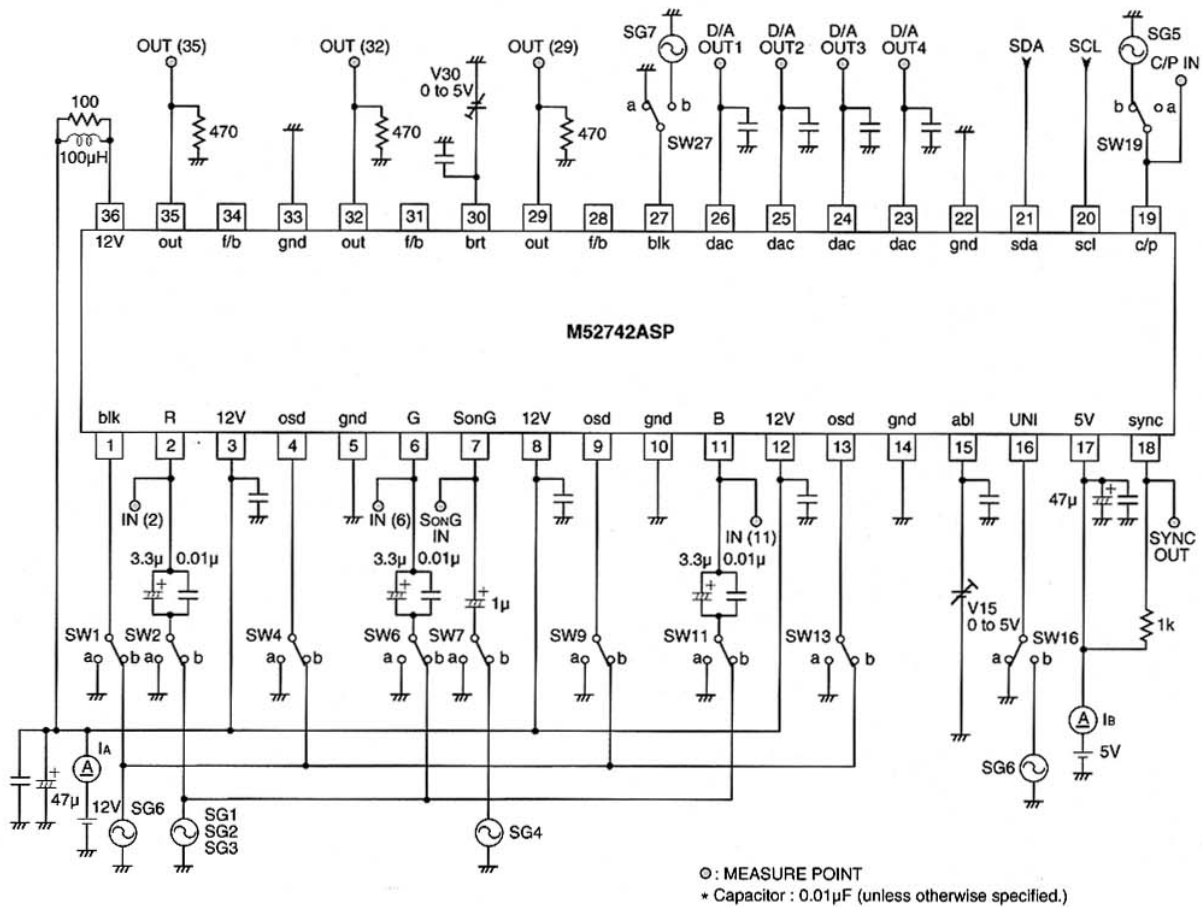 OUT (35) OUT (32) OUT (29) SG7 D/A OUT1 D/A OUT2 D/A OUT3 D/A OUT4 SDA SCL SG5 C/P IN
V30 0 to 5V
100
100µH
470 470 470
a b SW27
b a SW19
36 35 34 33 32 31 30 29 28 27 26 25 24 23 22 21 20 19
12V out f/b gnd out f/b brt out f/b blk dac dac dac dac gnd sda scl c/p
M52742ASP
blk R 12V osd gnd G SonG 12V osd gnd B 12V osd gnd abl UNI 5V sync
1 2 3 4 5 6 7 8 9 10 11 12 13 14 15 16 17 18
IN (2) IN (6) SONG IN IN (11) 47µ + SYNC OUT
3.3µ 0.01µ 3.3µ 0.01µ 1µ 3.3µ 0.01µ
+ + + +
V15 0 to 5V
1k
SW1 SW2 SW4 SW6 SW7 SW9 SW11 SW13 SW16
a b a b a b a b a b a b a b a b a b
IA A IB A
+ 47µ 12V 5V
SG6 SG1 SG2 SG3 SG4 SG6
: MEASURE POINT
* Capacitor : 0.01µF (unless otherwise specified.)